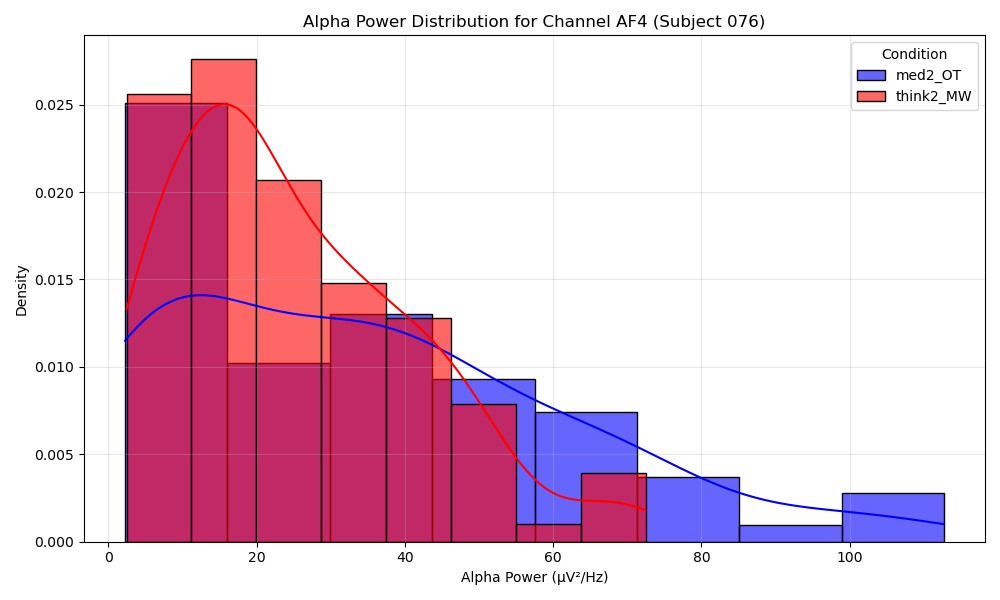 Alpha Power Distribution for Channel AF4 (Subject 076)
Condition
med2_OT
think2_MW
Density
0.025
0.020
0.015
0.010
0.005
0.000
0
20
40
60
80
100
Alpha Power (µV²/Hz)